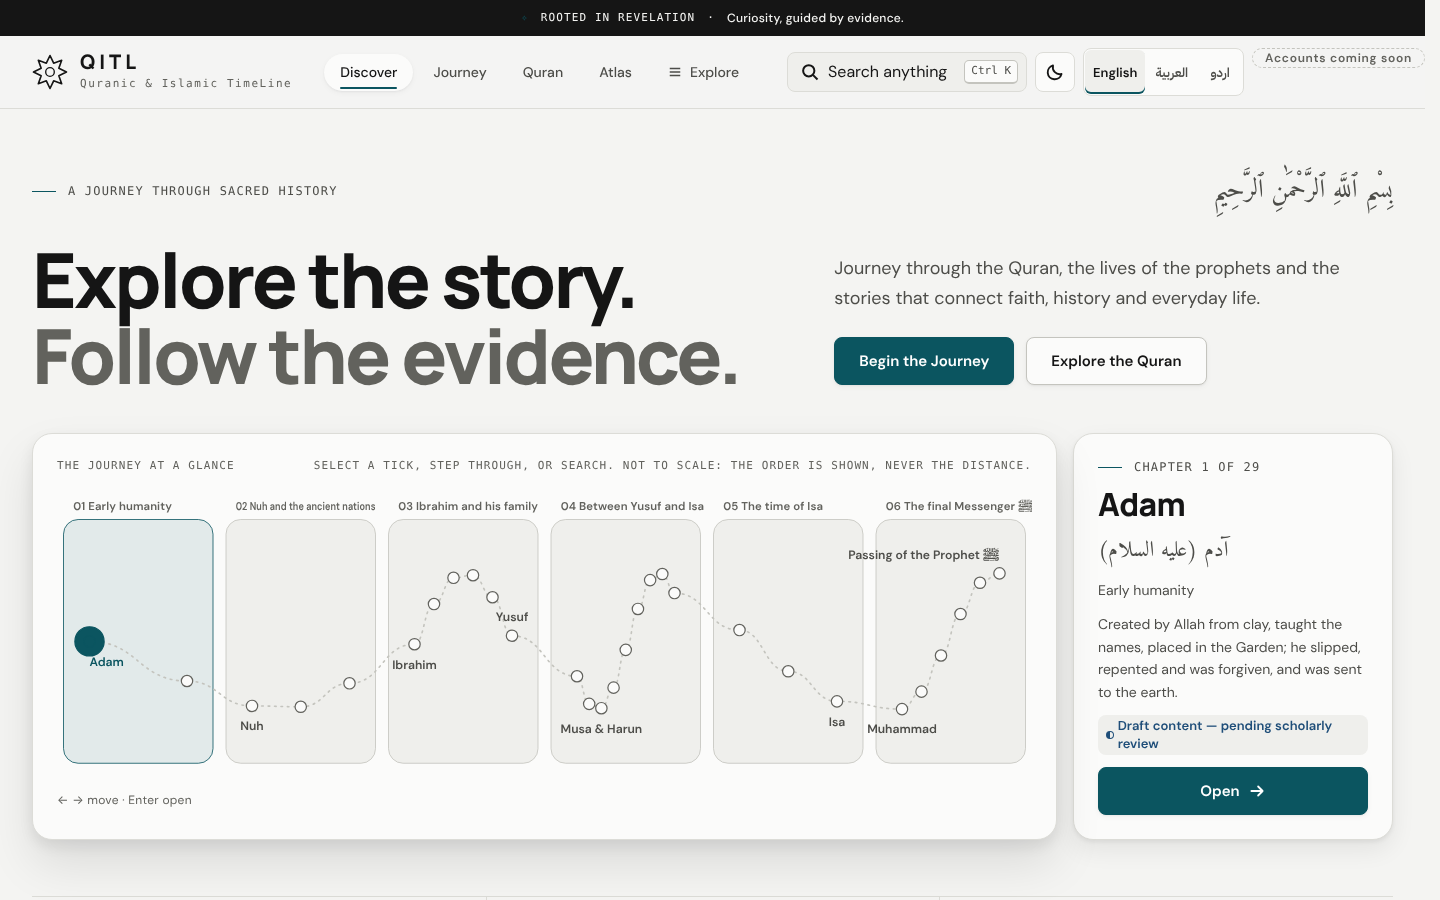 ROOTED IN REVELATION · Curiosity, guided by evidence.
QITL
Quranic & Islamic TimeLine
Discover Journey Quran Atlas Explore
Search anything Ctrl K
English العربية اردو
Accounts coming soon
A JOURNEY THROUGH SACRED HISTORY
بِسْمِ ٱللَّهِ ٱلرَّحْمَٰنِ ٱلرَّحِيمِ
Explore the story.
Follow the evidence.
Journey through the Quran, the lives of the prophets and the
stories that connect faith, history and everyday life.
Begin the Journey Explore the Quran
THE JOURNEY AT A GLANCE
SELECT A TICK, STEP THROUGH, OR SEARCH. NOT TO SCALE: THE ORDER IS SHOWN, NEVER THE DISTANCE.
01 Early humanity
02 Nuh and the ancient nations
03 Ibrahim and his family
04 Between Yusuf and Isa
05 The time of Isa
06 The final Messenger ﷺ
Adam
Nuh
Ibrahim
Yusuf
Musa & Harun
Isa
Muhammad
Passing of the Prophet ﷺ
← → move · Enter open
CHAPTER 1 OF 29
Adam
آدم (عليه السلام)
Early humanity
Created by Allah from clay, taught the
names, placed in the Garden; he slipped,
repented and was forgiven, and was sent
to the earth.
Draft content — pending scholarly
review
Open →